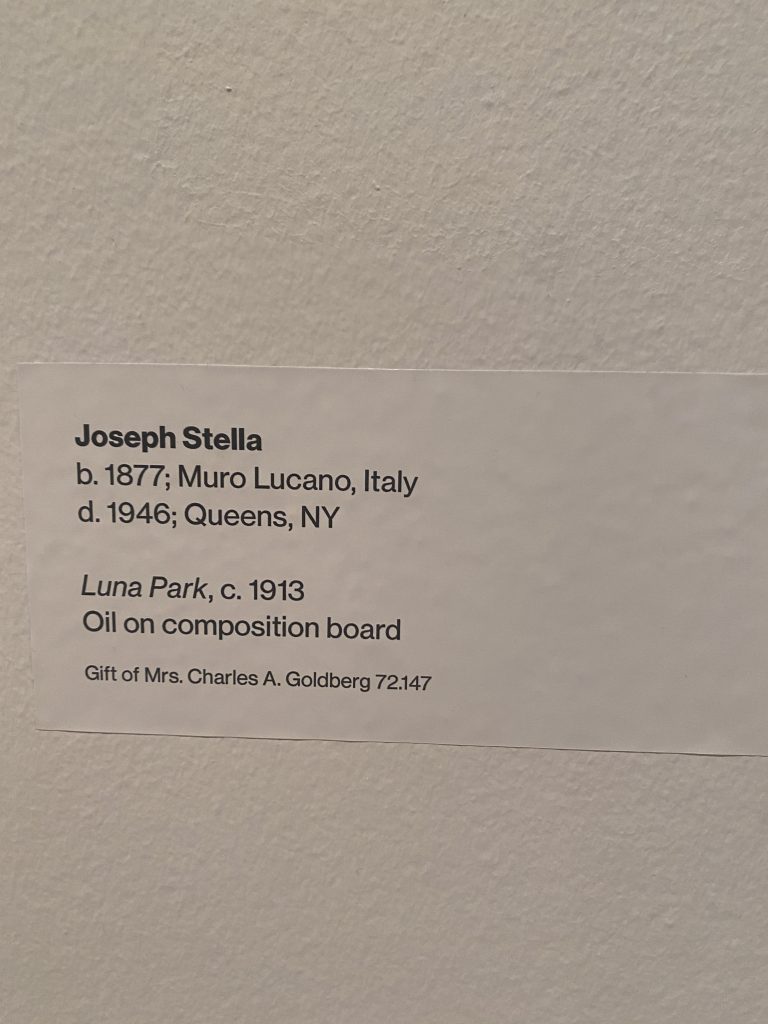 Joseph Stella
b. 1877; Muro Lucano, Italy
d. 1946; Queens, NY
Luna Park, c. 1913
Oil on composition board
Gift of Mrs. Charles A. Goldberg 72.147